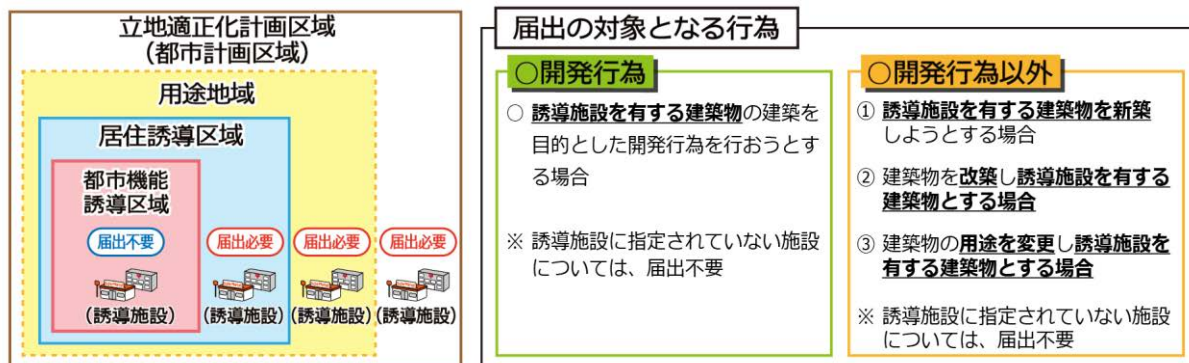 立地適正化計画区域
(都市計画区域)
用途地域
居住誘導区域
都市機能
誘導区域
届出不要
届出必要
届出必要
届出必要
(誘導施設)
(誘導施設)
(誘導施設)
(誘導施設)
届出の対象となる行為
○開発行為
○ 誘導施設を有する建築物の建築を
目的とした開発行為を行おうとす
る場合
※ 誘導施設に指定されていない施設
については、届出不要
○開発行為以外
① 誘導施設を有する建築物を新築
しようとする場合
② 建築物を改築し誘導施設を有する
建築物とする場合
③ 建築物の用途を変更し誘導施設を
有する建築物とする場合
※ 誘導施設に指定されていない施設
については、届出不要